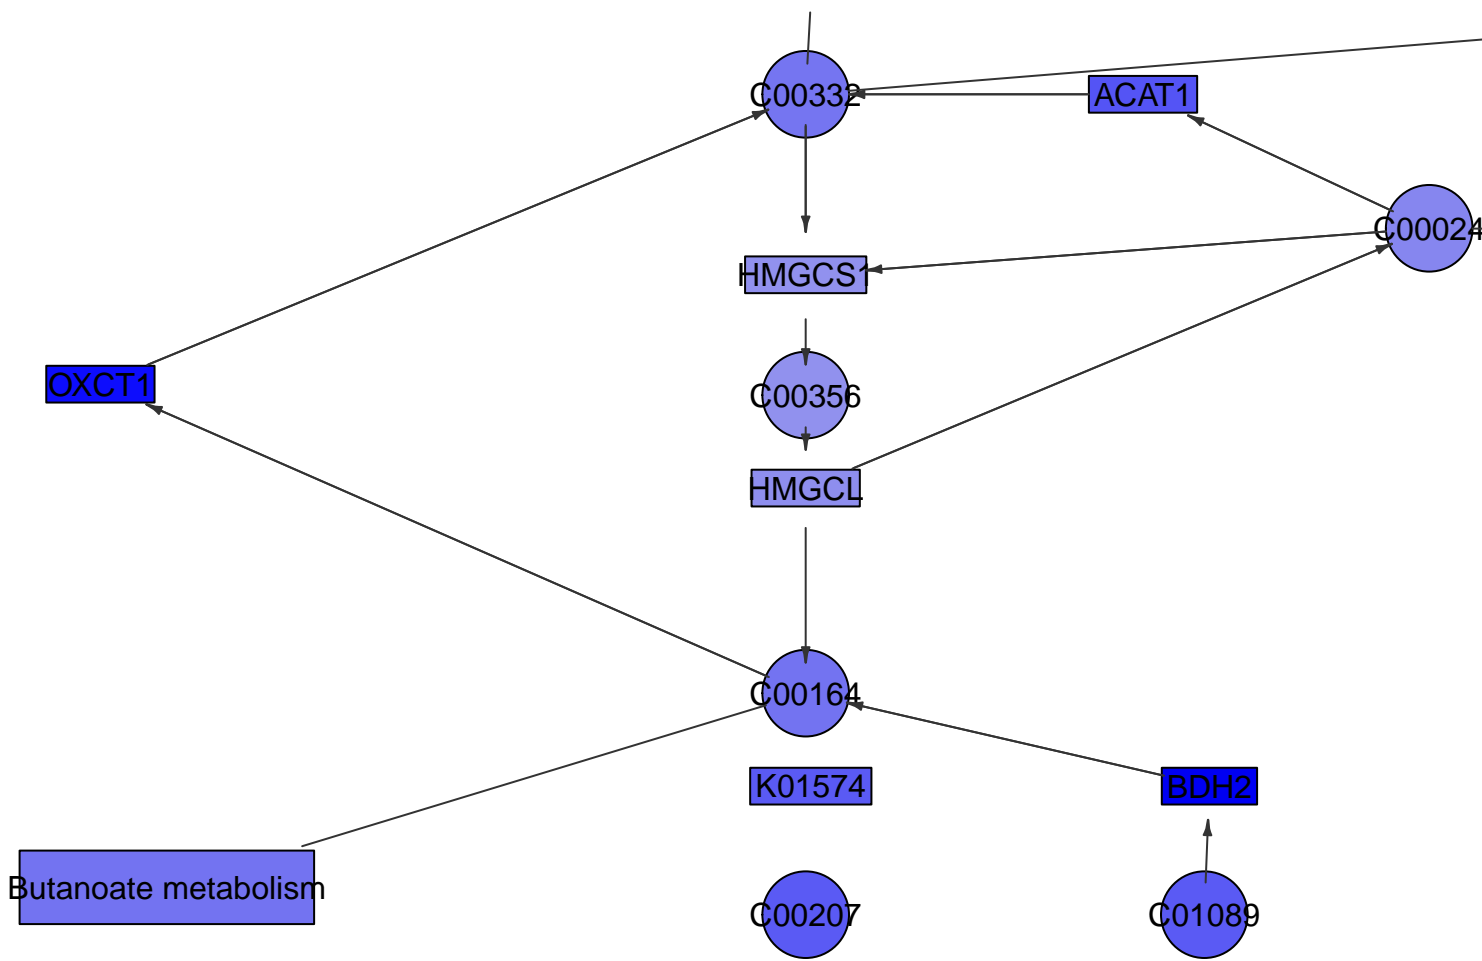 C00332
ACAT1
C00024
HMGCS1
OXCT1
C00356
HMGCL
C00164
K01574
BDH2
Butanoate metabolism
C00207
C01089